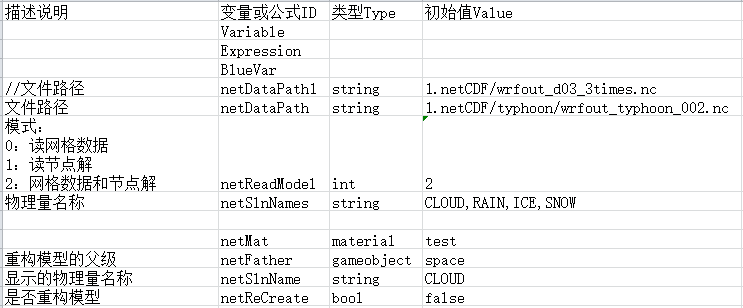 描述说明 变量或公式ID 类型Type 初始值Value
Variable
Expression
BlueVar
//文件路径 netDataPath1 string 1.netCDF/wrfout_d03_3times.nc
文件路径 netDataPath string 1.netCDF/typhoon/wrfout_typhoon_002.nc
模式:
0: 读网格数据
1: 读节点解
2: 网格数据和节点解 netReadModel int 2
物理量名称 netSlnNames string CLOUD,RAIN,ICE,SNOW
netMat material test
重构模型的父级 netFather gameobject space
显示的物理量名称 netSlnName string CLOUD
是否重构模型 netReCreate bool false